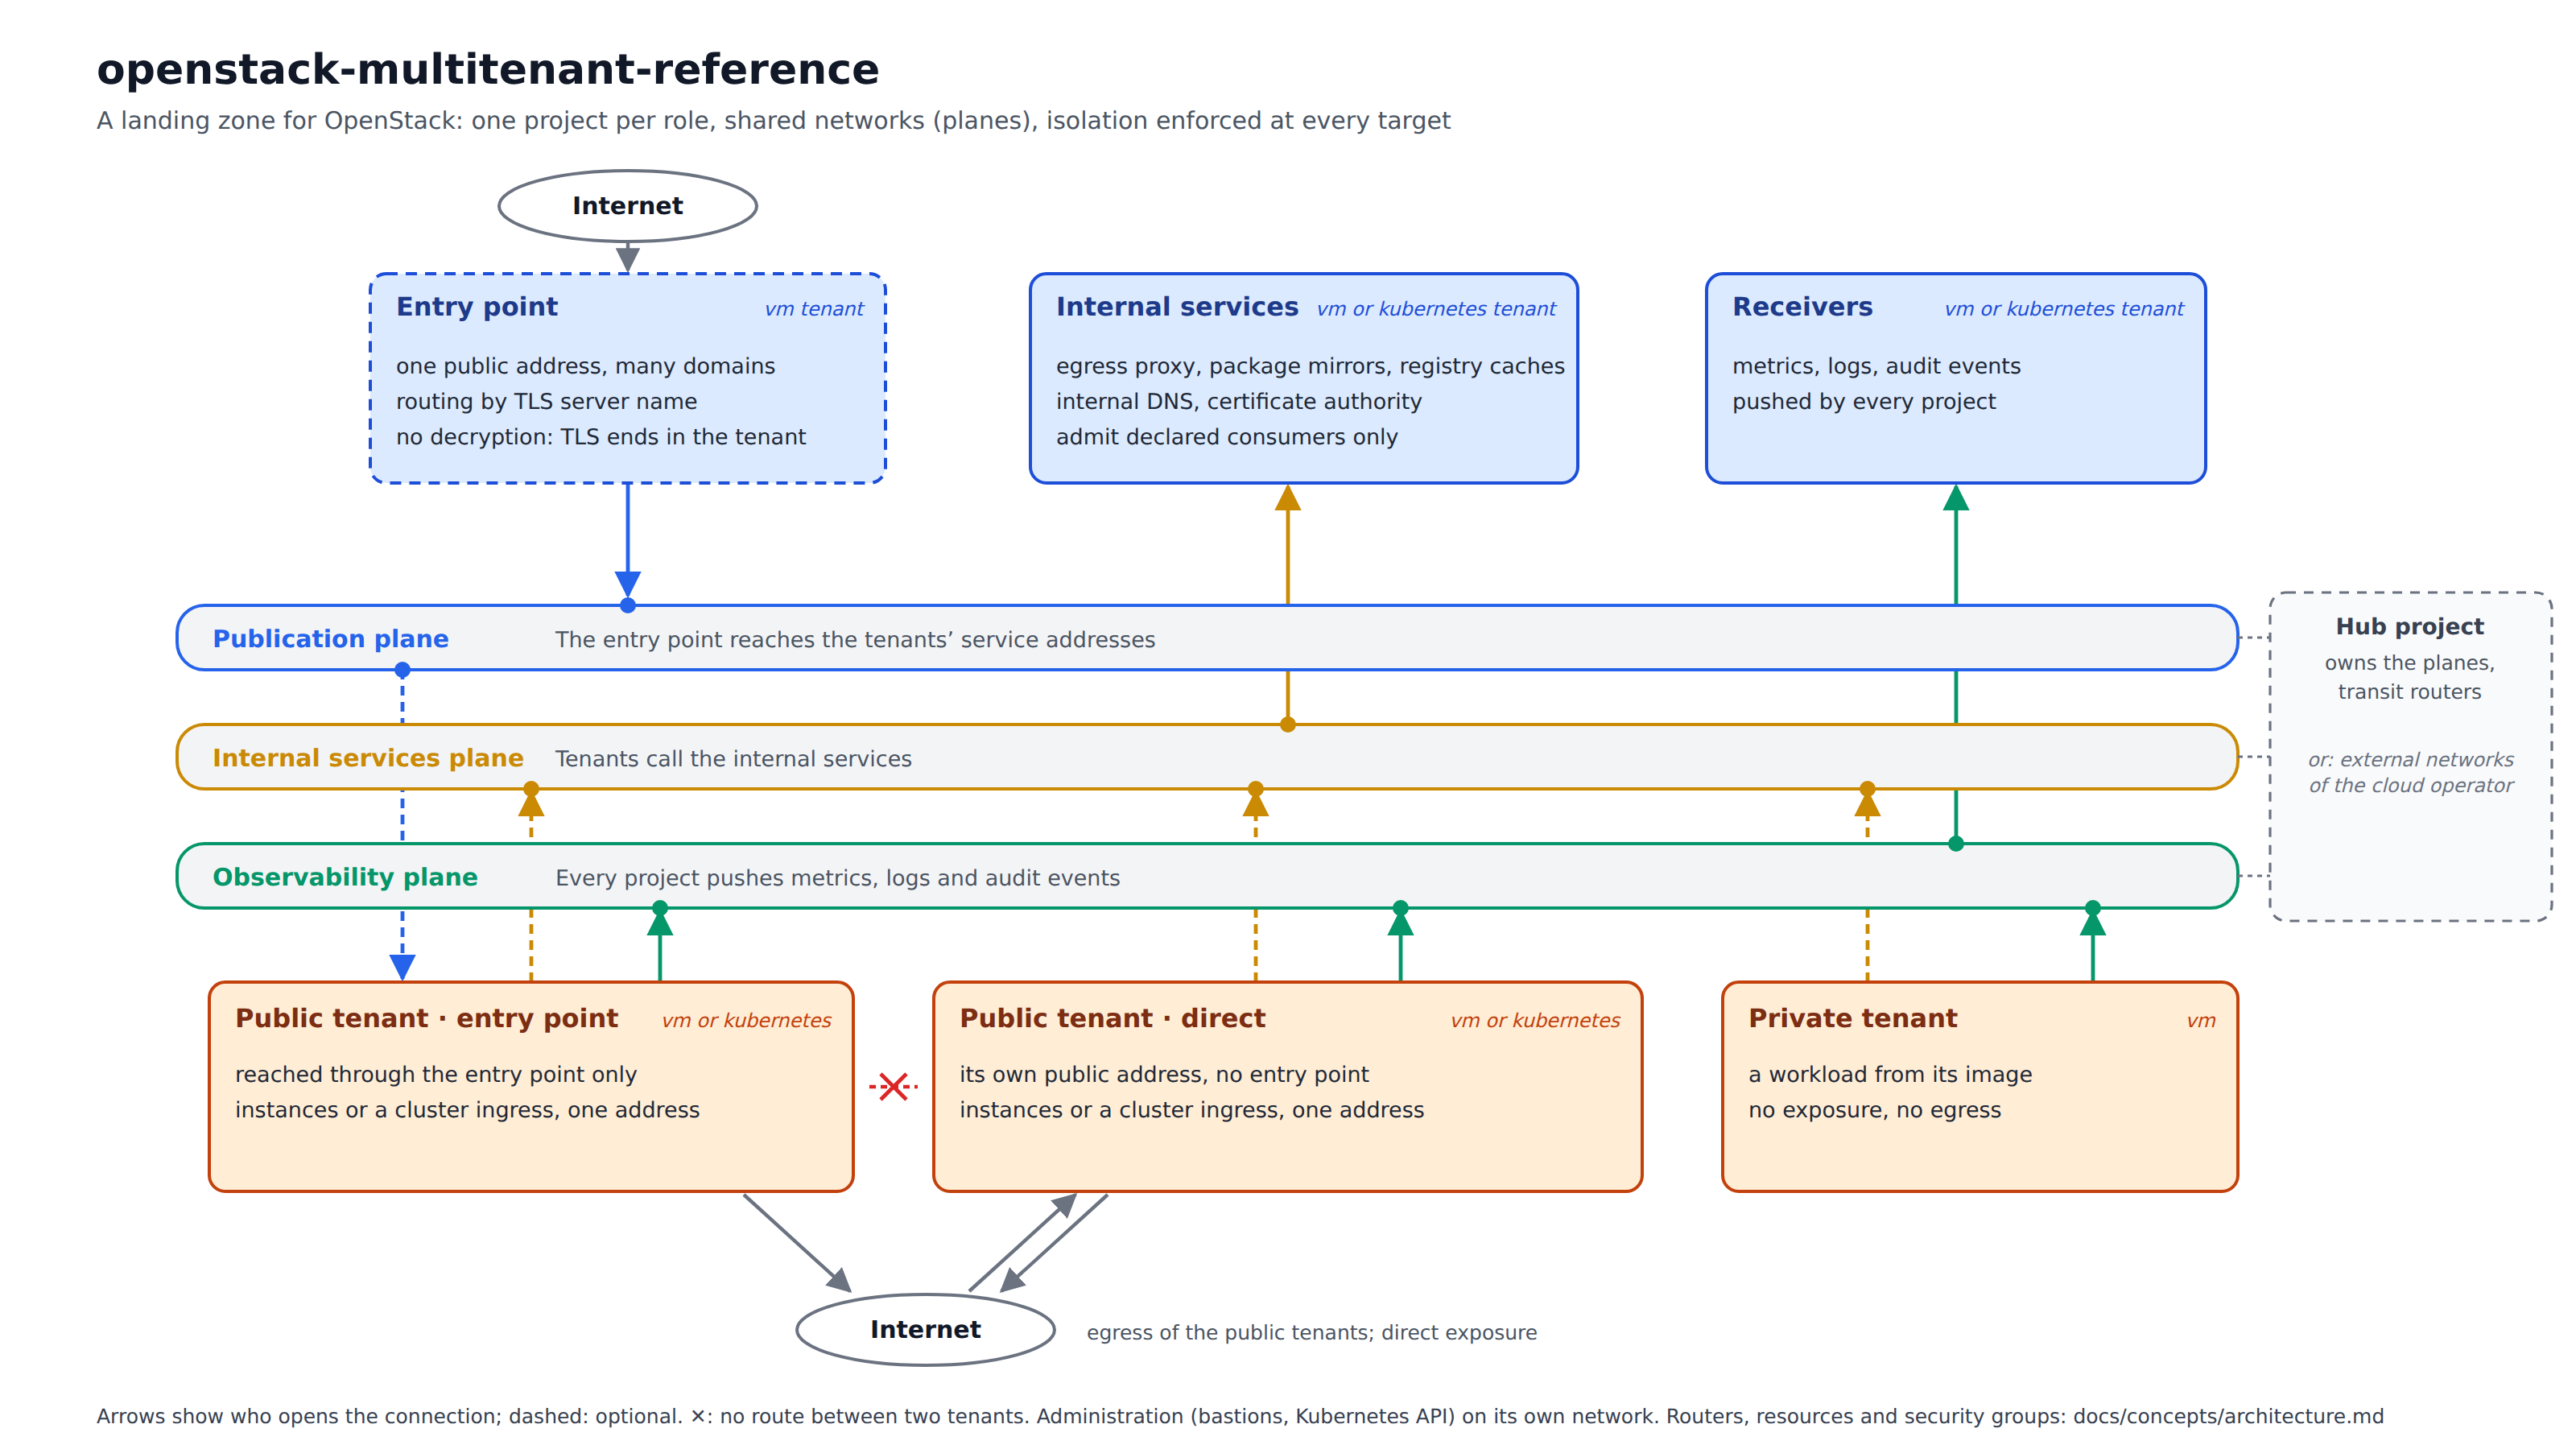 openstack-multitenant-reference
A landing zone for OpenStack: one project per role, shared networks (planes), isolation enforced at every target
Internet
Entry point
vm tenant
one public address, many domains
routing by TLS server name
no decryption: TLS ends in the tenant
Internal services
vm or kubernetes tenant
egress proxy, package mirrors, registry caches
internal DNS, certificate authority
admit declared consumers only
Receivers
vm or kubernetes tenant
metrics, logs, audit events
pushed by every project
Publication plane
The entry point reaches the tenants’ service addresses
Internal services plane
Tenants call the internal services
Observability plane
Every project pushes metrics, logs and audit events
Hub project
owns the planes,
transit routers
or: external networks
of the cloud operator
Public tenant · entry point
vm or kubernetes
reached through the entry point only
instances or a cluster ingress, one address
Public tenant · direct
vm or kubernetes
its own public address, no entry point
instances or a cluster ingress, one address
Private tenant
vm
a workload from its image
no exposure, no egress
Internet
egress of the public tenants; direct exposure
Arrows show who opens the connection; dashed: optional. ✕: no route between two tenants. Administration (bastions, Kubernetes API) on its own network. Routers, resources and security groups: docs/concepts/architecture.md